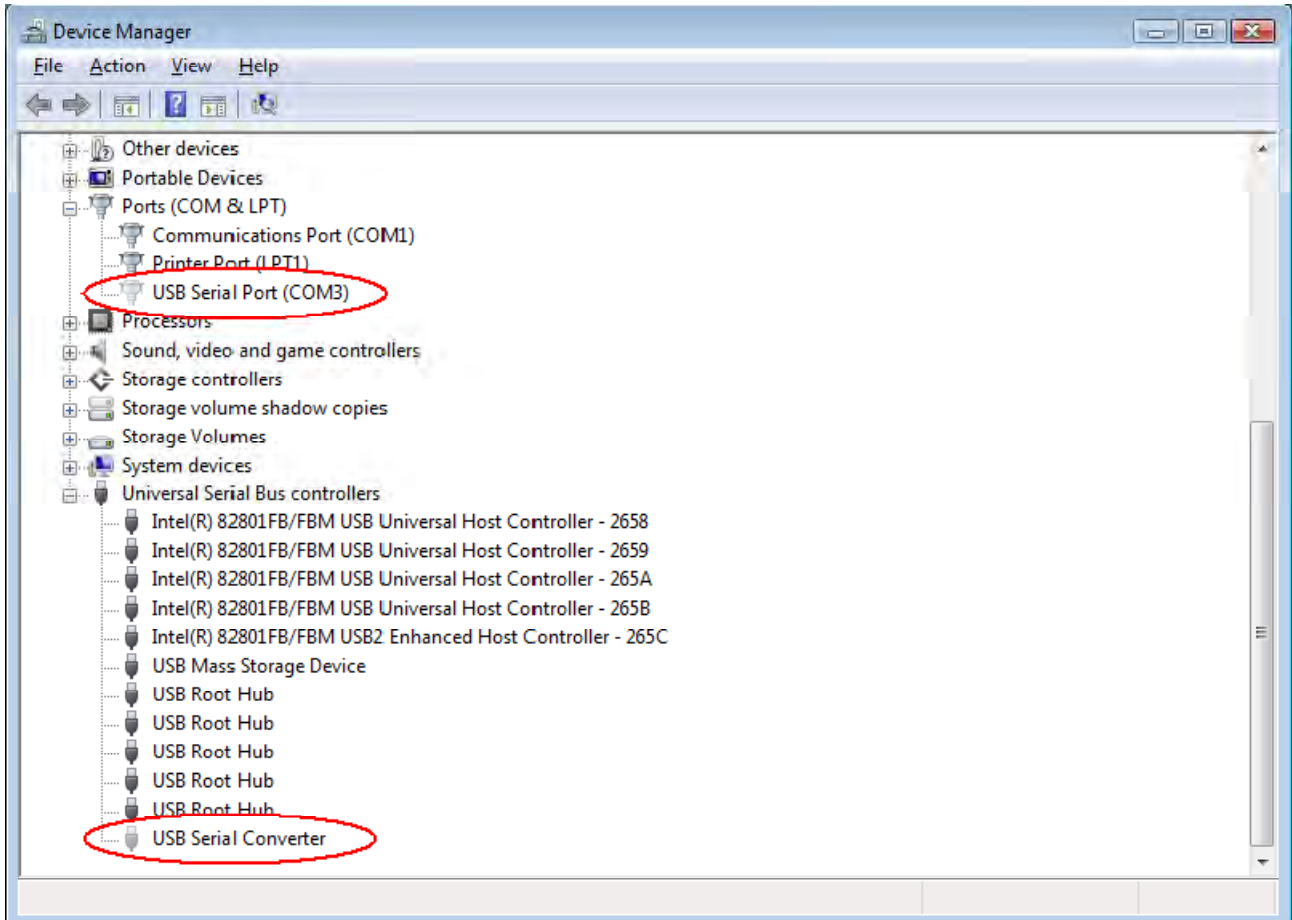 Device Manager
File Action View Help
Other devices
Portable Devices
Ports (COM & LPT)
Communications Port (COM1)
Printer Port (LPT1)
USB Serial Port (COM3)
Processors
Sound, video and game controllers
Storage controllers
Storage volume shadow copies
Storage Volumes
System devices
Universal Serial Bus controllers
Intel(R) 82801FB/FBM USB Universal Host Controller - 2658
Intel(R) 82801FB/FBM USB Universal Host Controller - 2659
Intel(R) 82801FB/FBM USB Universal Host Controller - 265A
Intel(R) 82801FB/FBM USB Universal Host Controller - 265B
Intel(R) 82801FB/FBM USB2 Enhanced Host Controller - 265C
USB Mass Storage Device
USB Root Hub
USB Root Hub
USB Root Hub
USB Root Hub
USB Root Hub
USB Serial Converter